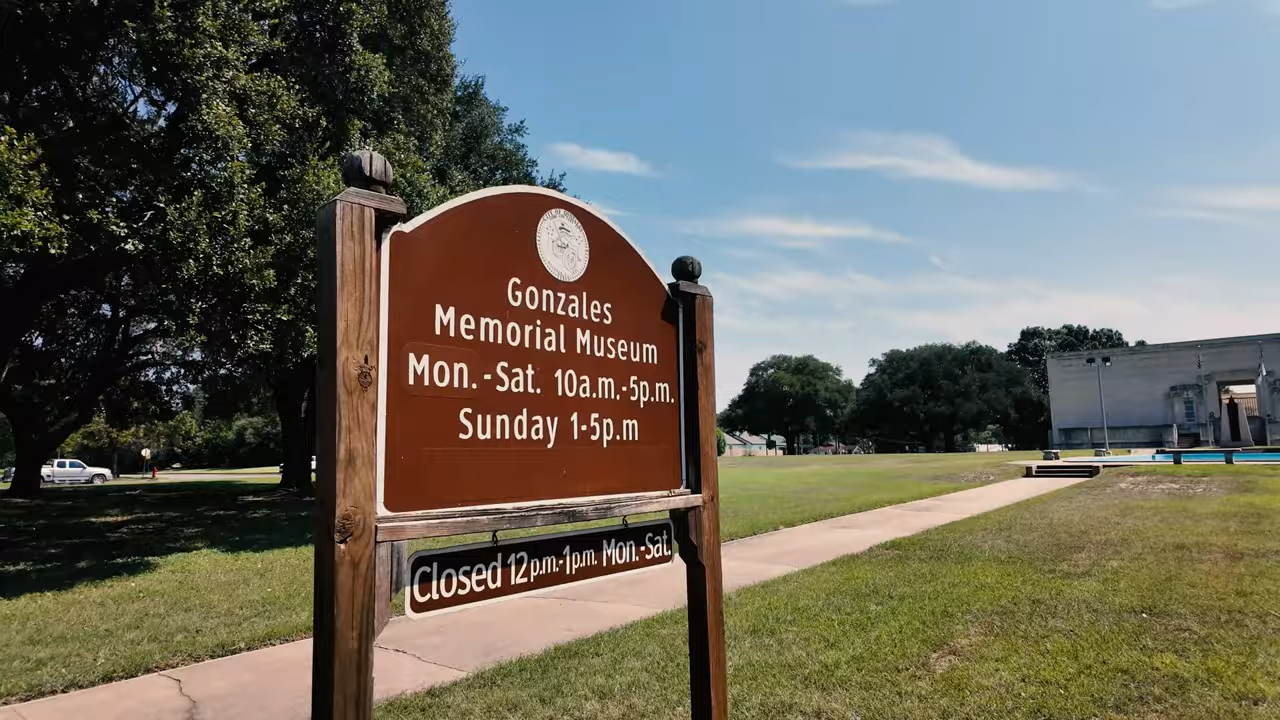 Gonzales
Memorial Museum
Mon.-Sat. 10a.m.-5p.m.
Sunday 1-5p.m
Closed 12p.m.-1p.m. Mon.-Sat.